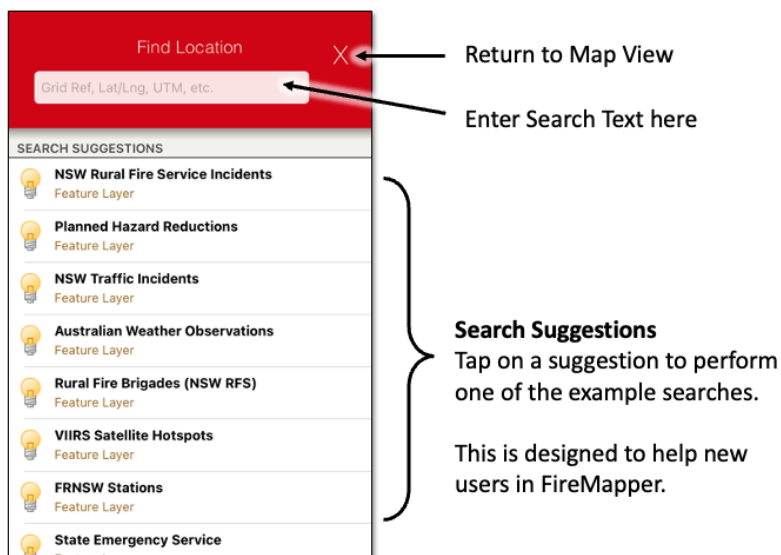 Find Location
X
Return to Map View
Grid Ref, Lat/Lng, UTM, etc.
Enter Search Text here
SEARCH SUGGESTIONS
NSW Rural Fire Service Incidents
Feature Layer
Planned Hazard Reductions
Feature Layer
NSW Traffic Incidents
Feature Layer
Australian Weather Observations
Feature Layer
Rural Fire Brigades (NSW RFS)
Feature Layer
VIIRS Satellite Hotspots
Feature Layer
FRNSW Stations
Feature Layer
State Emergency Service
Search Suggestions
Tap on a suggestion to perform
one of the example searches.
This is designed to help new
users in FireMapper.